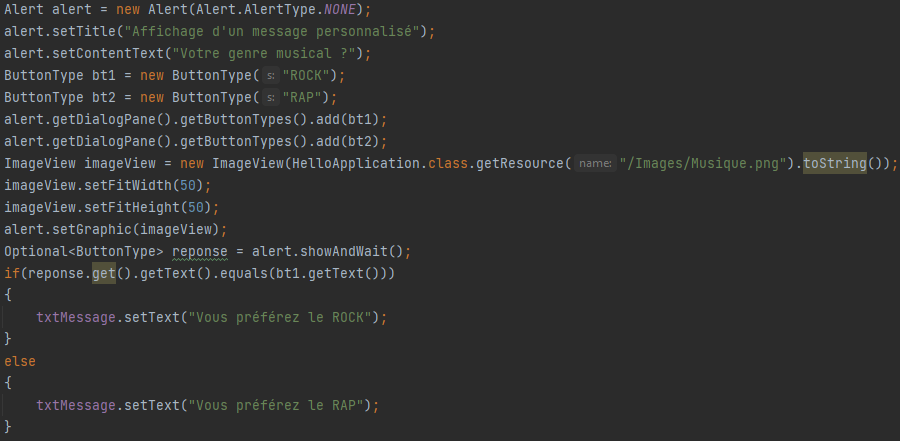 Alert alert = new Alert(Alert.AlertType.NONE);
alert.setTitle("Affichage d'un message personnalisé");
alert.setContentText("Votre genre musical ?");
ButtonType bt1 = new ButtonType( s: "ROCK");
ButtonType bt2 = new ButtonType( s: "RAP");
alert.getDialogPane().getButtonTypes().add(bt1);
alert.getDialogPane().getButtonTypes().add(bt2);
ImageView imageView = new ImageView(HelloApplication.class.getResource( name: "/Images/Musique.png").toString());
imageView.setFitWidth(50);
imageView.setFitHeight(50);
alert.setGraphic(imageView);
Optional<ButtonType> reponse = alert.showAndWait();
if(reponse.get().getText().equals(bt1.getText()))
{
    txtMessage.setText("Vous préférez le ROCK");
}
else
{
    txtMessage.setText("Vous préférez le RAP");
}